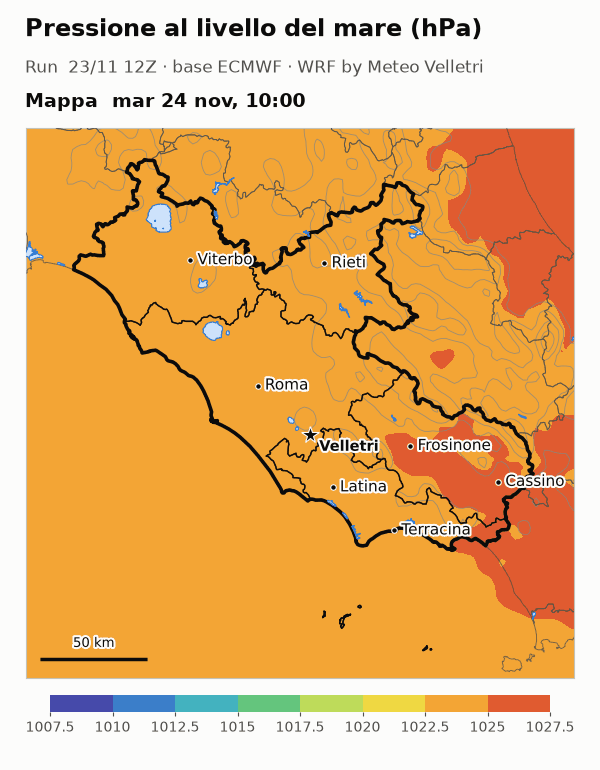 Pressione al livello del mare (hPa)
Run  23/11 12Z · base ECMWF · WRF by Meteo Velletri
Mappa  mar 24 nov, 10:00
Viterbo
Rieti
Roma
Velletri
Frosinone
Cassino
Latina
Terracina
50 km
1007.5 1010 1012.5 1015 1017.5 1020 1022.5 1025 1027.5